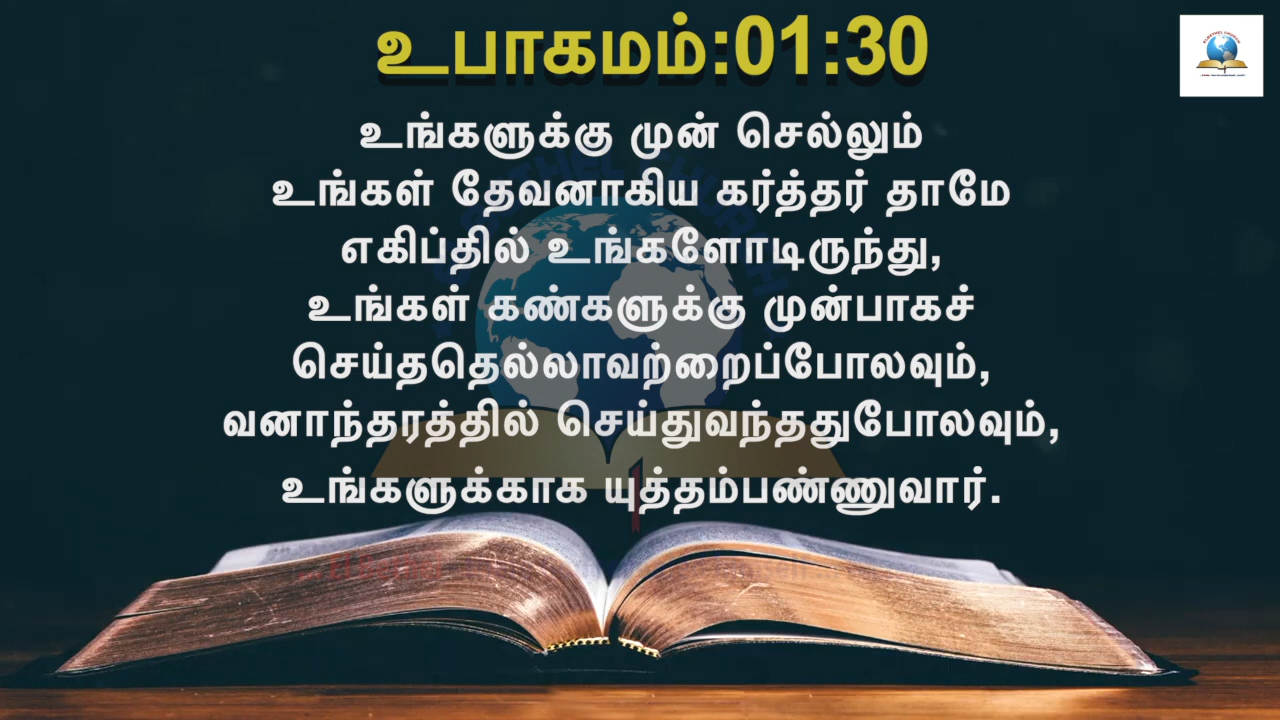 உபாகமம்:01:30
உங்களுக்கு முன் செல்லும்
உங்கள் தேவனாகிய கர்த்தர் தாமே
எகிப்தில் உங்களோடிருந்து,
உங்கள் கண்களுக்கு முன்பாகச்
செய்ததெல்லாவற்றைப்போலவும்,
வனாந்தரத்தில் செய்துவந்ததுபோலவும்,
உங்களுக்காக யுத்தம்பண்ணுவார்.